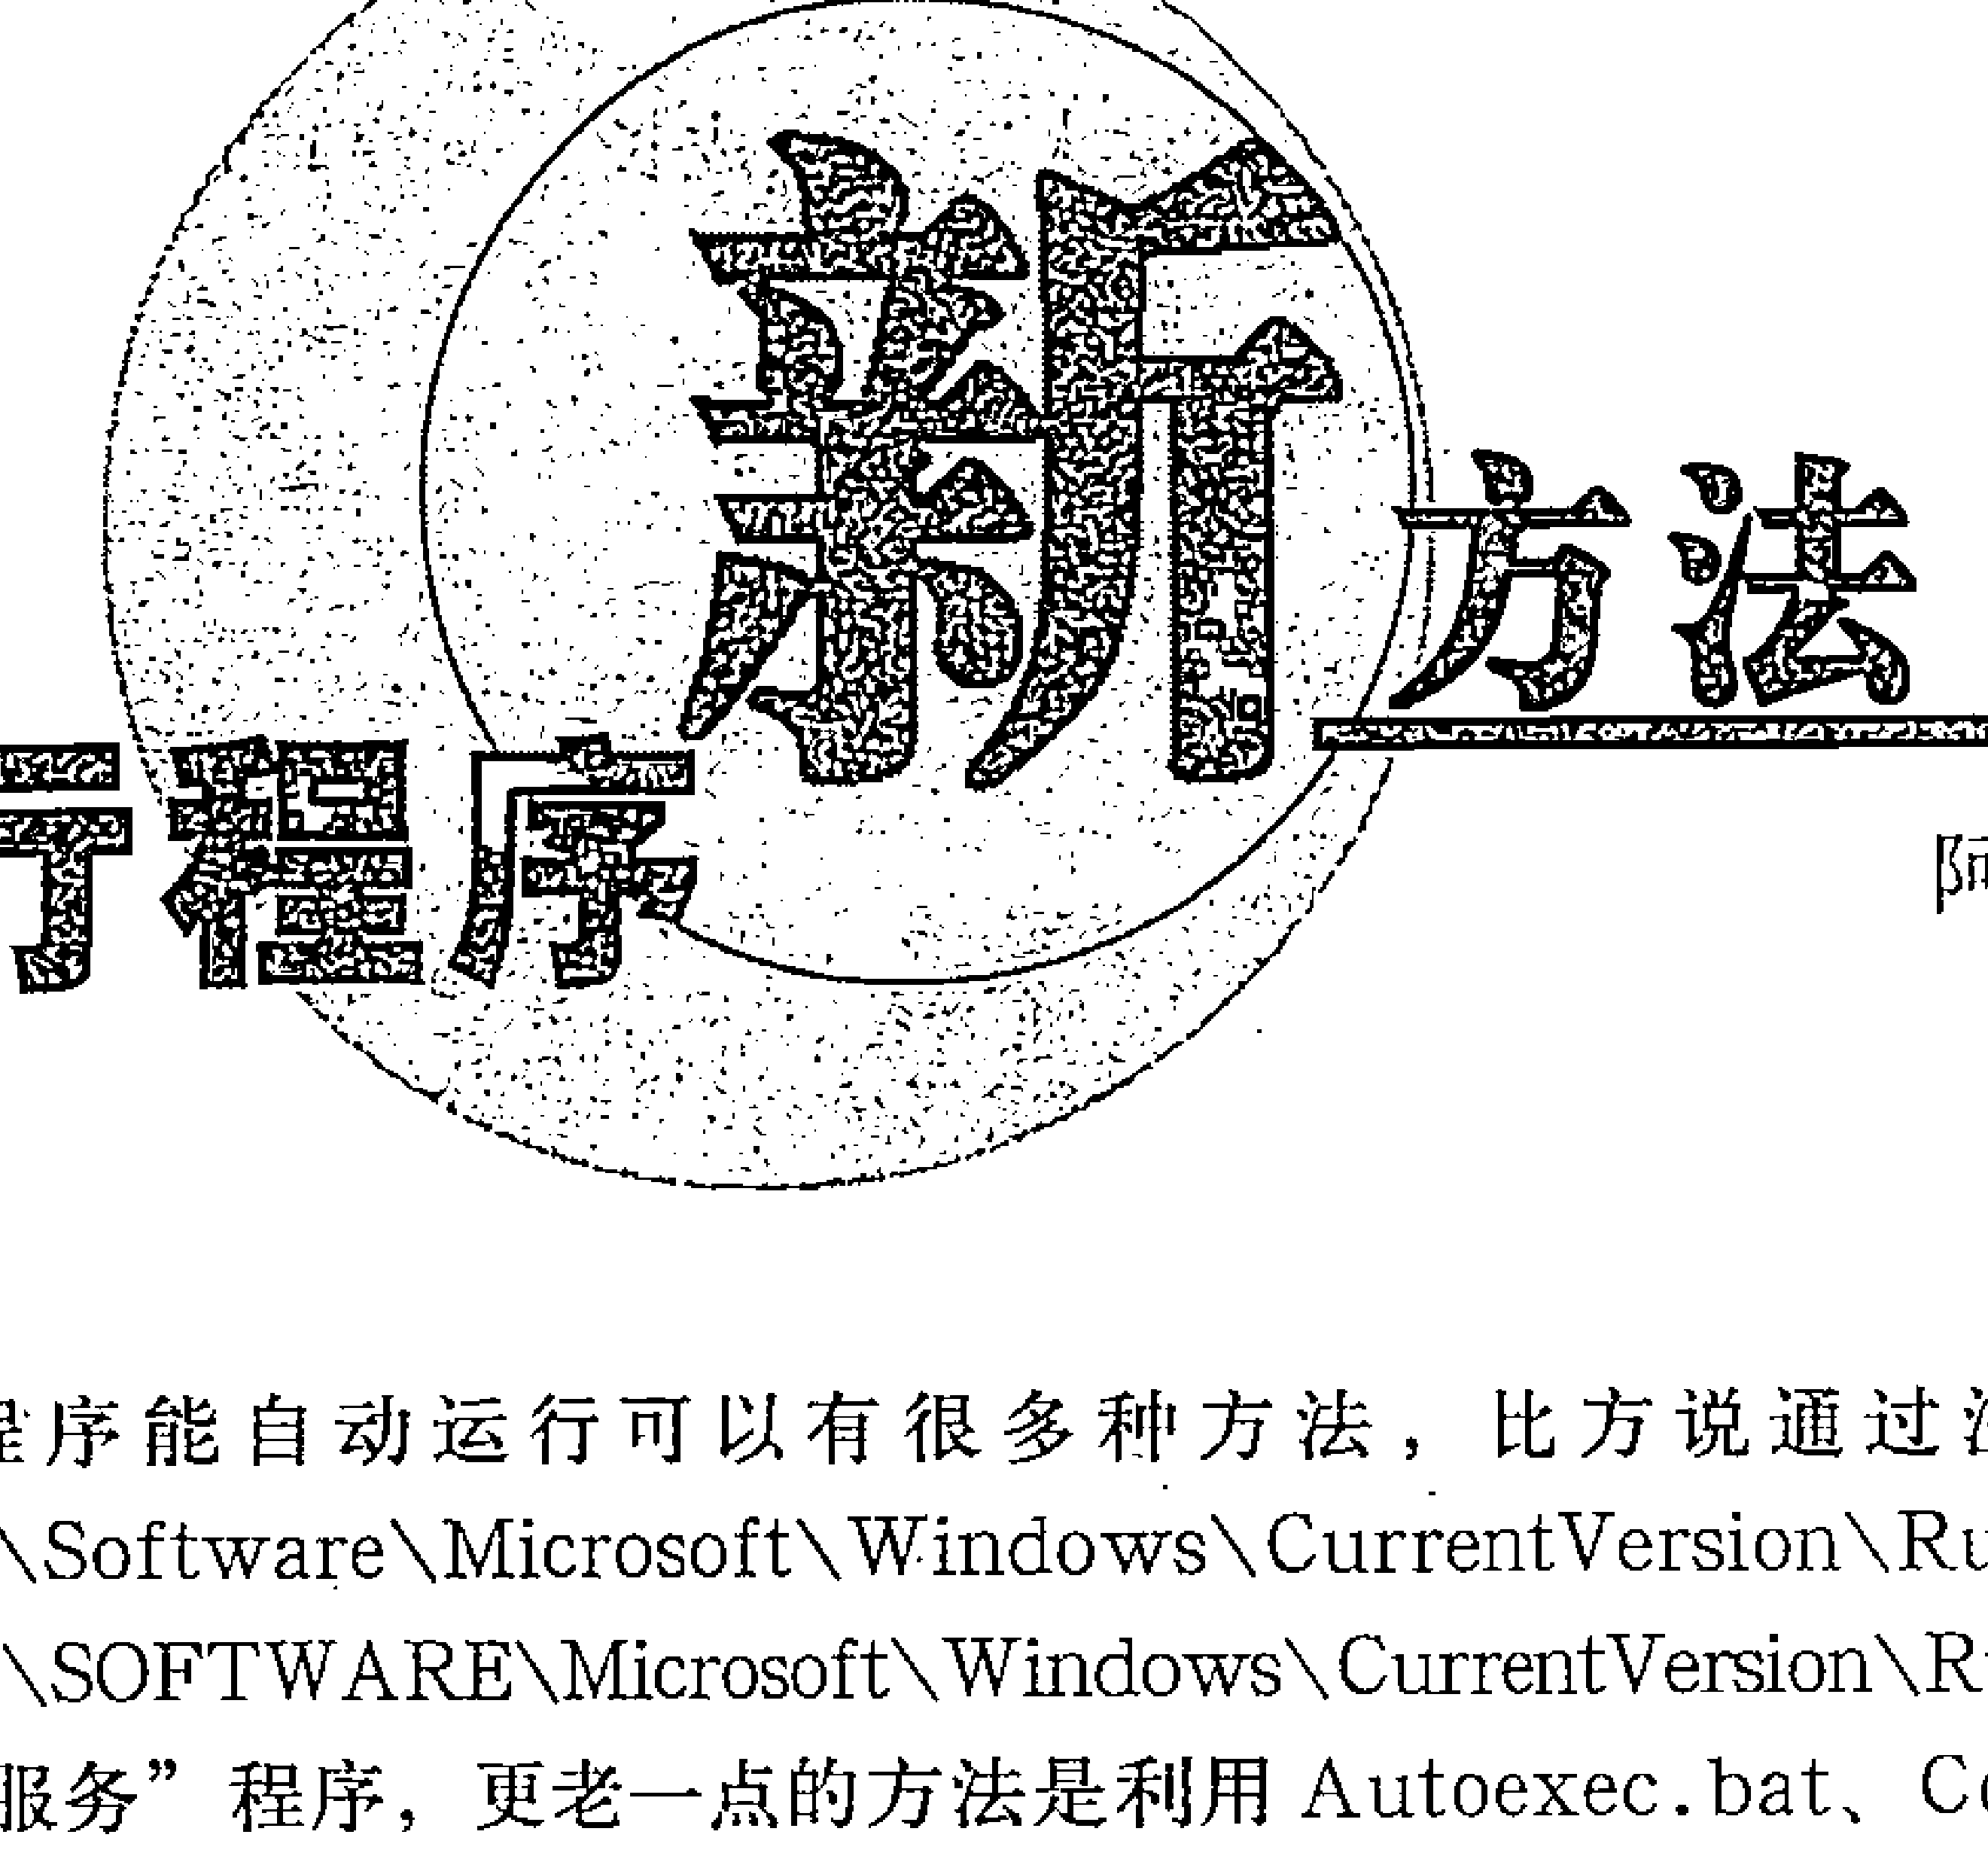 新方法
行程序
程序能自动运行可以有很多种方法，比方说通过
\Software\Microsoft\Windows\CurrentVersion\Ru
\SOFTWARE\Microsoft\Windows\CurrentVersion\R
服务”程序，更老一点的方法是利用 Autoexec.bat、Co